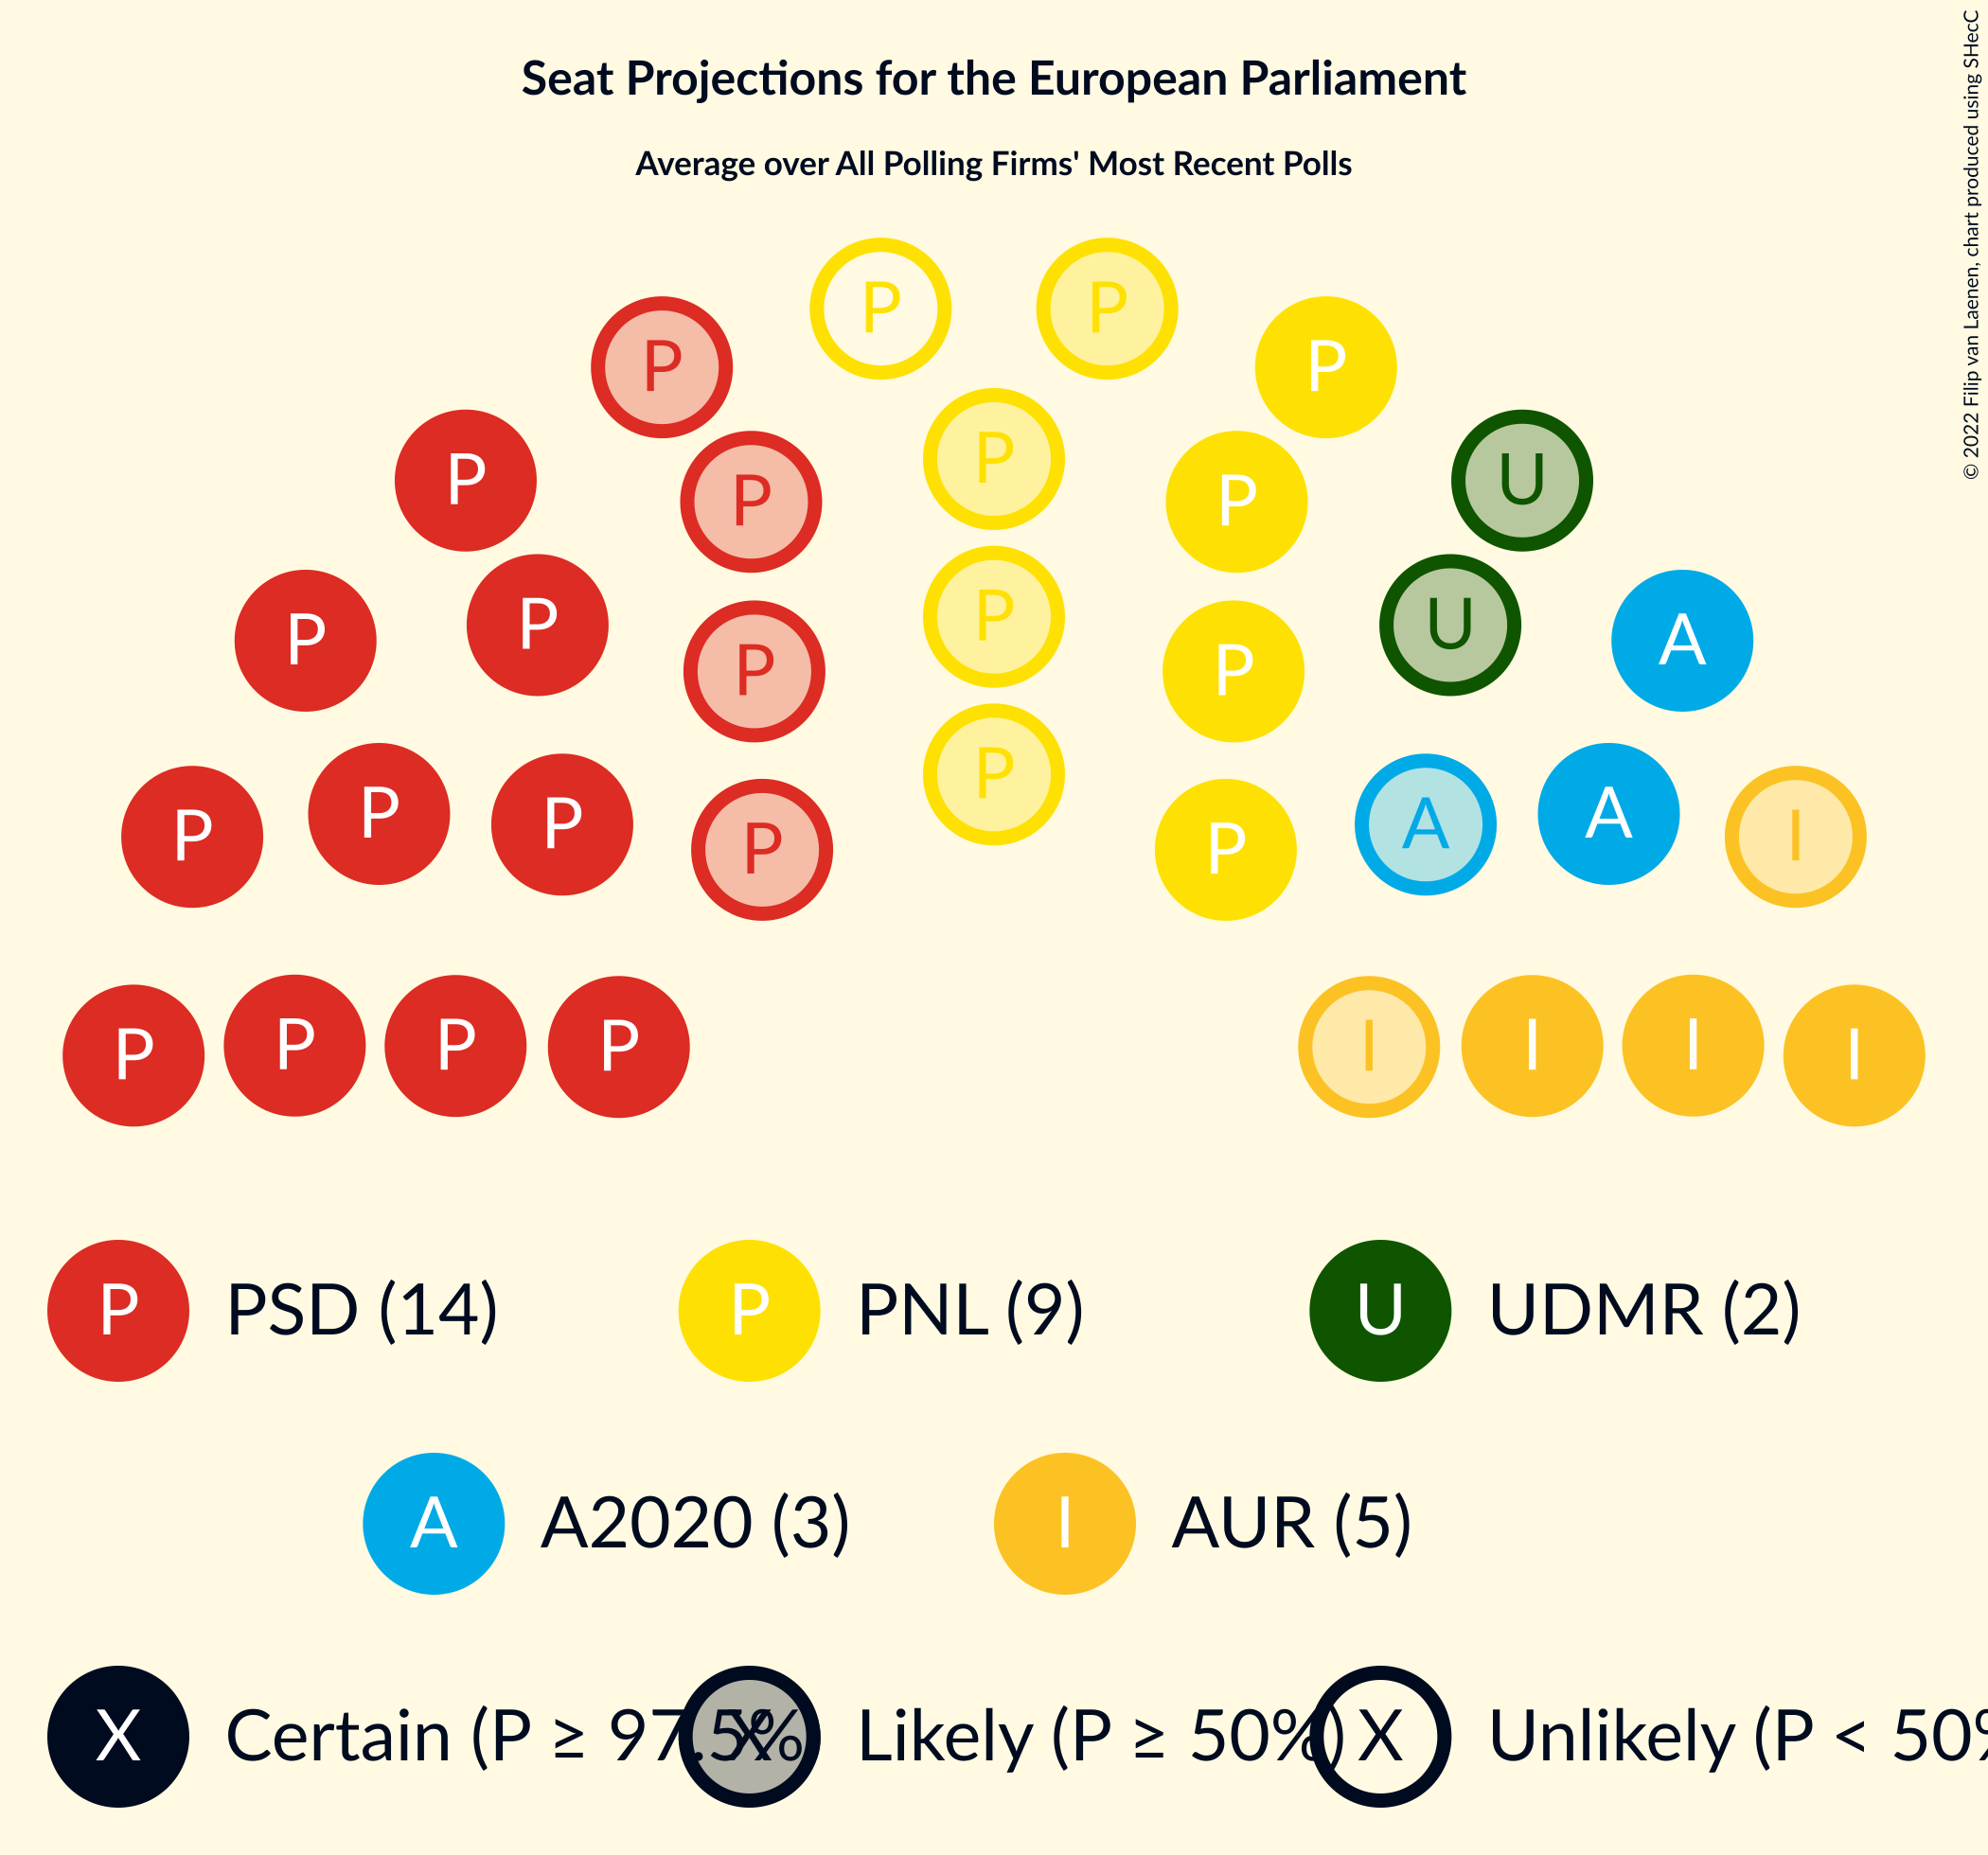 Seat Projections for the European Parliament
Average over All Polling Firms' Most Recent Polls
© 2022 Filip van Laenen, chart produced using SHecC
P P
P P
P P P U
P P U
P P P A
P P P
P P P A A I
P P
P P P P I I I I
P PSD (14) P PNL (9) U UDMR (2)
A A2020 (3) I AUR (5)
X Certain (P ≥ 97.5% X Likely (P ≥ 50%) X Unlikely (P < 50%